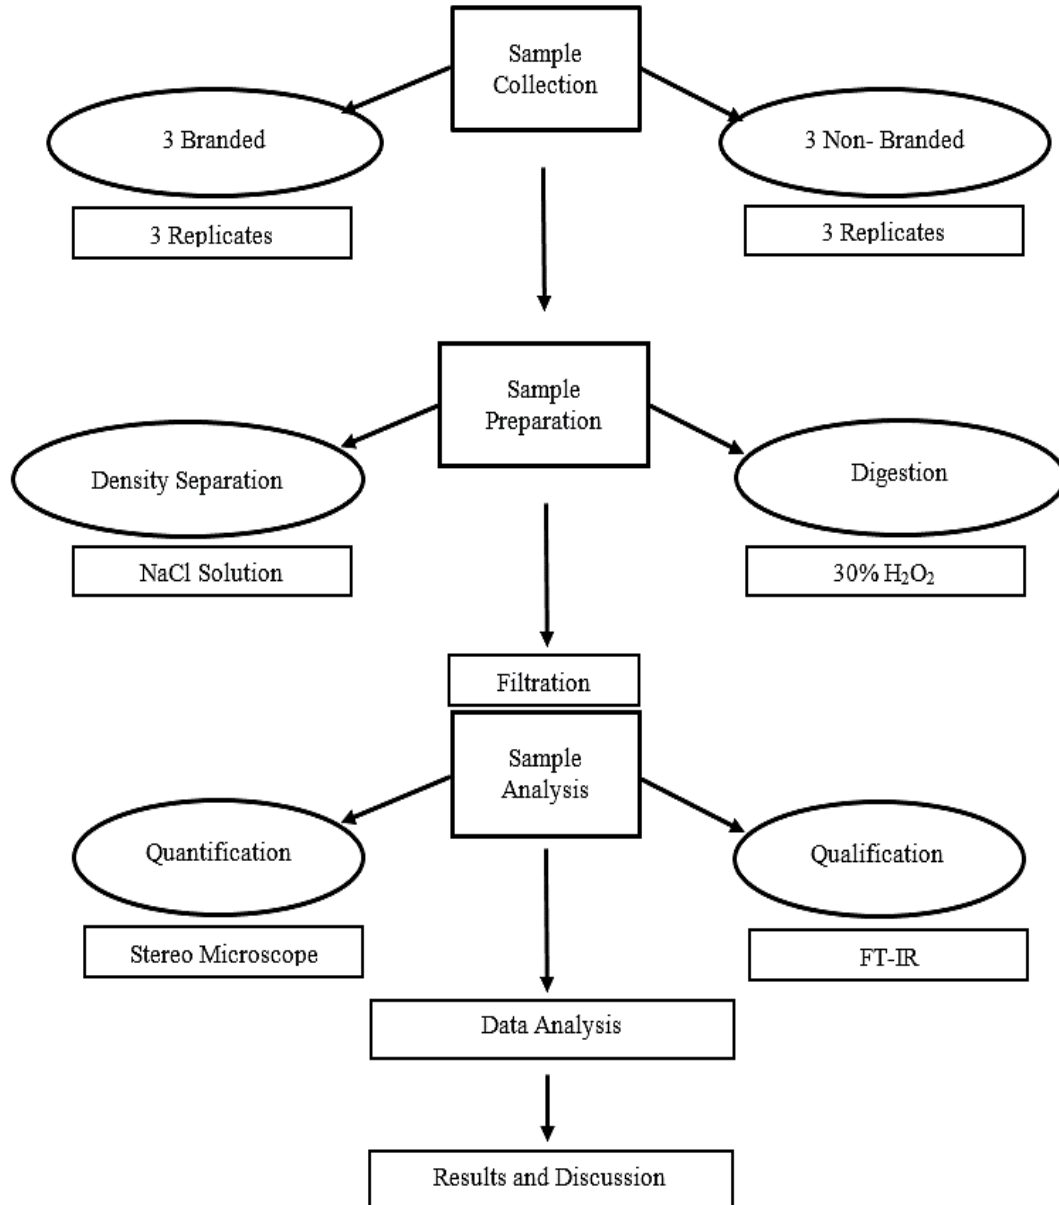 Sample
Collection
3 Branded
3 Non- Branded
3 Replicates
3 Replicates
Sample
Preparation
Density Separation
Digestion
NaCl Solution
30% H₂O₂
Filtration
Sample
Analysis
Quantification
Qualification
Stereo Microscope
FT-IR
Data Analysis
Results and Discussion